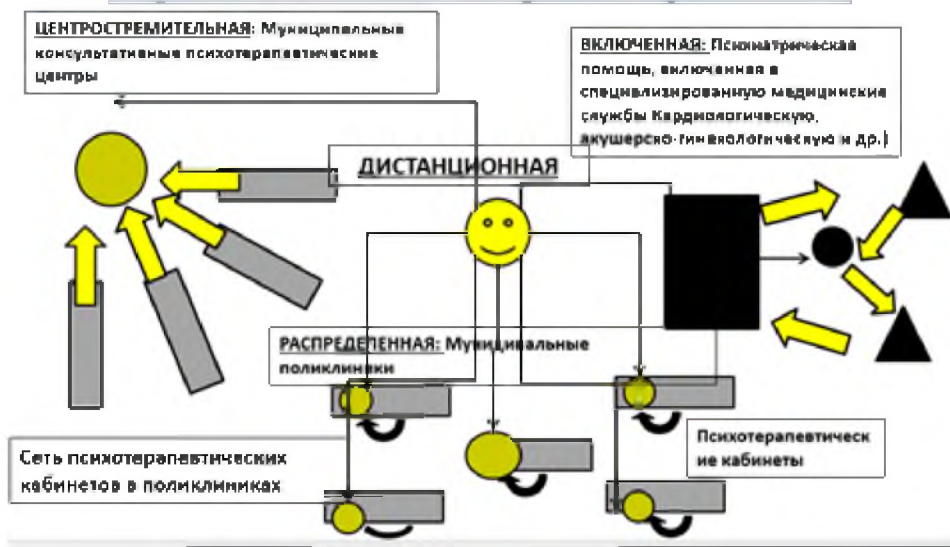 ЦЕНТРОСТРЕМИТЕЛЬНАЯ: Муниципальные
консультативные психотерапевтические
центры
ВКЛЮЧЕННАЯ: Психиатрическая
помощь, включенная в
специализированную медицинские
службы Кардиологическую,
акушерско-гинекологическую и др.)
ДИСТАНЦИОННАЯ
РАСПРЕДЕЛЕННАЯ: Муниципальные
поликлиники
Сеть психотерапевтических
кабинетов в поликлиниках
Психотерапевтическ
ие кабинеты